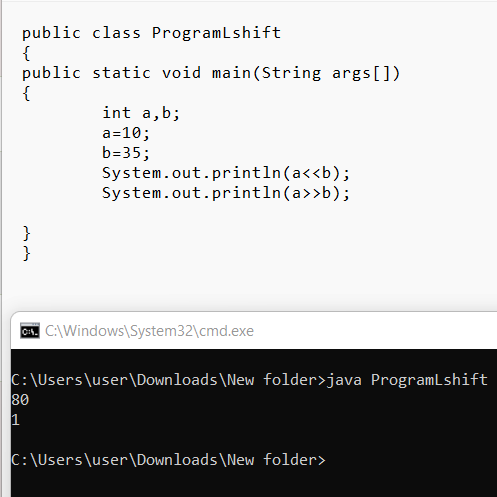 public class ProgramLshift
{
public static void main(String args[])
{
int a,b;
a=10;
b=35;
System.out.println(a<<b);
System.out.println(a>>b);
}
}
C:\Windows\System32\cmd.exe
C:\Users\user\Downloads\New folder>java ProgramLshift
80
1
C:\Users\user\Downloads\New folder>